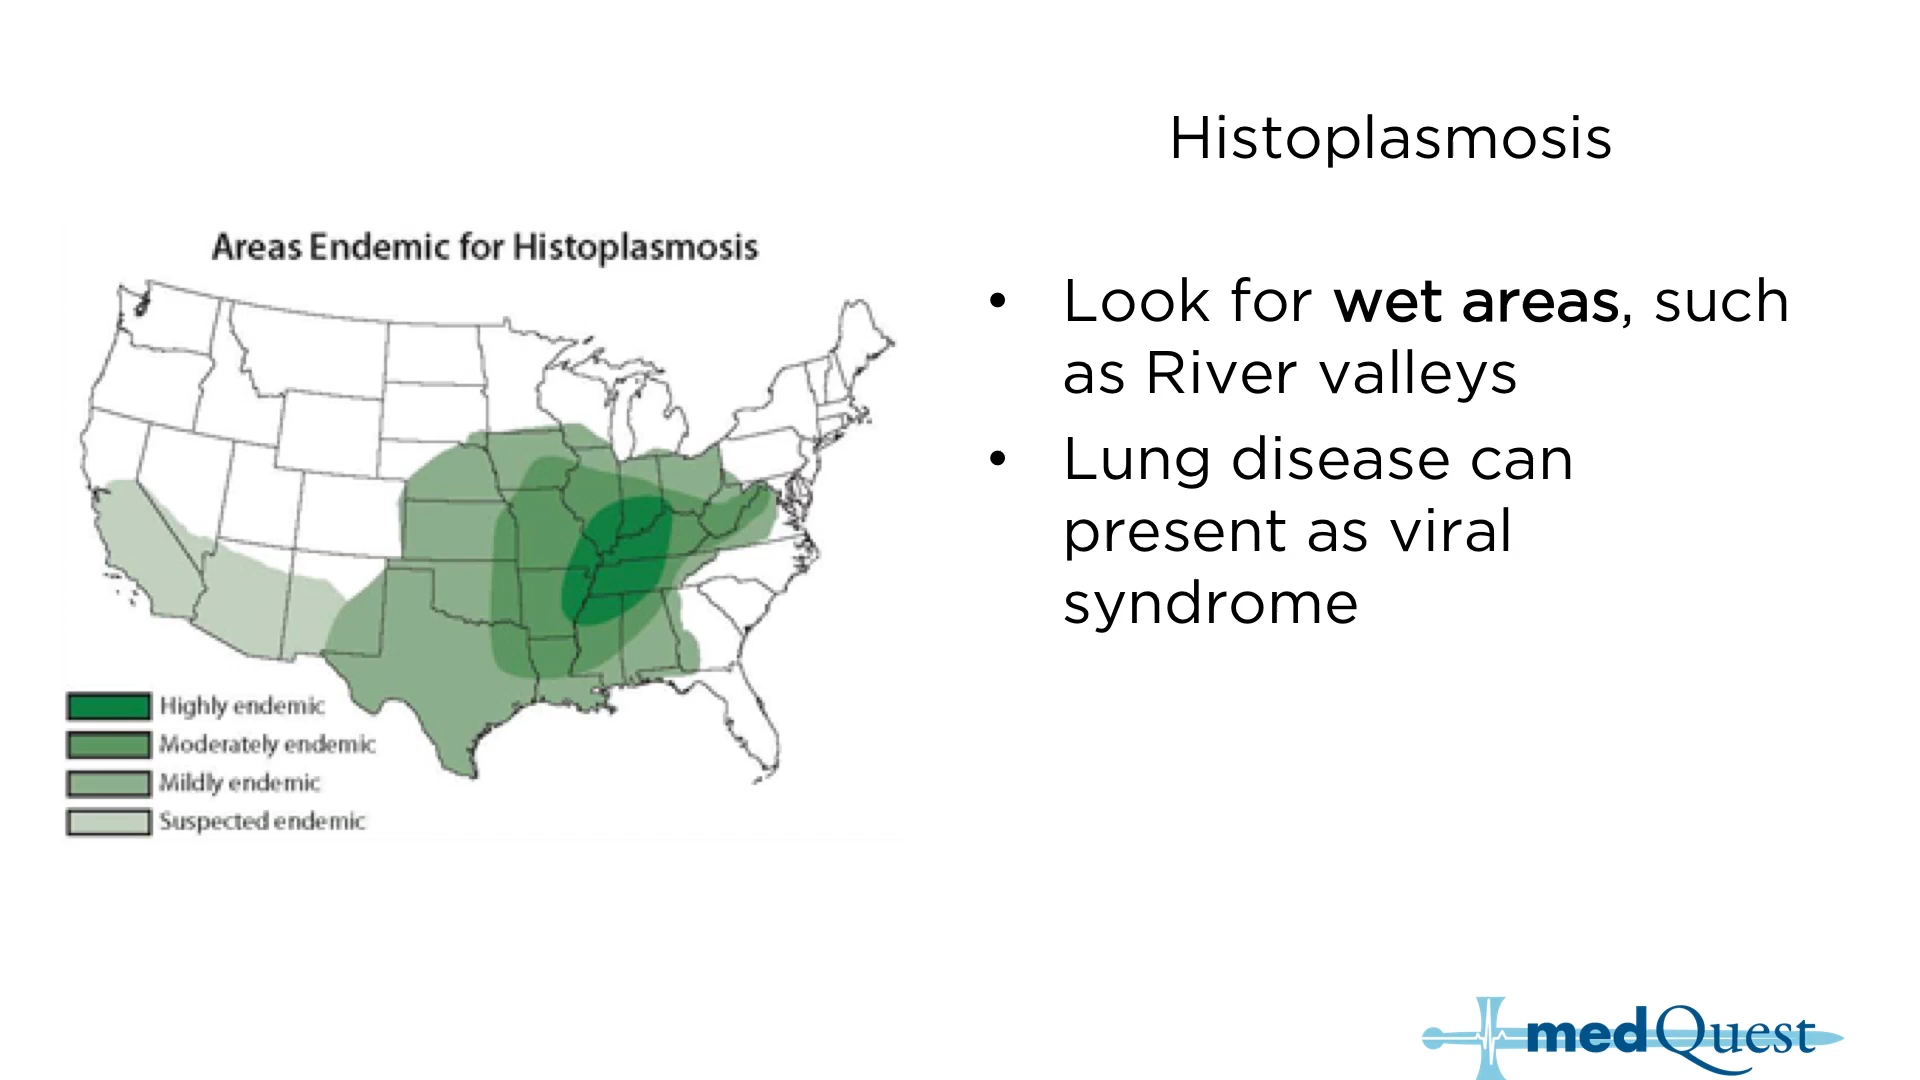 Histoplasmosis
Areas Endemic for Histoplasmosis
Highly endemic
Moderately endemic
Mildly endemic
Suspected endemic
• Look for wet areas, such
as River valleys
• Lung disease can
present as viral
syndrome
medQuest